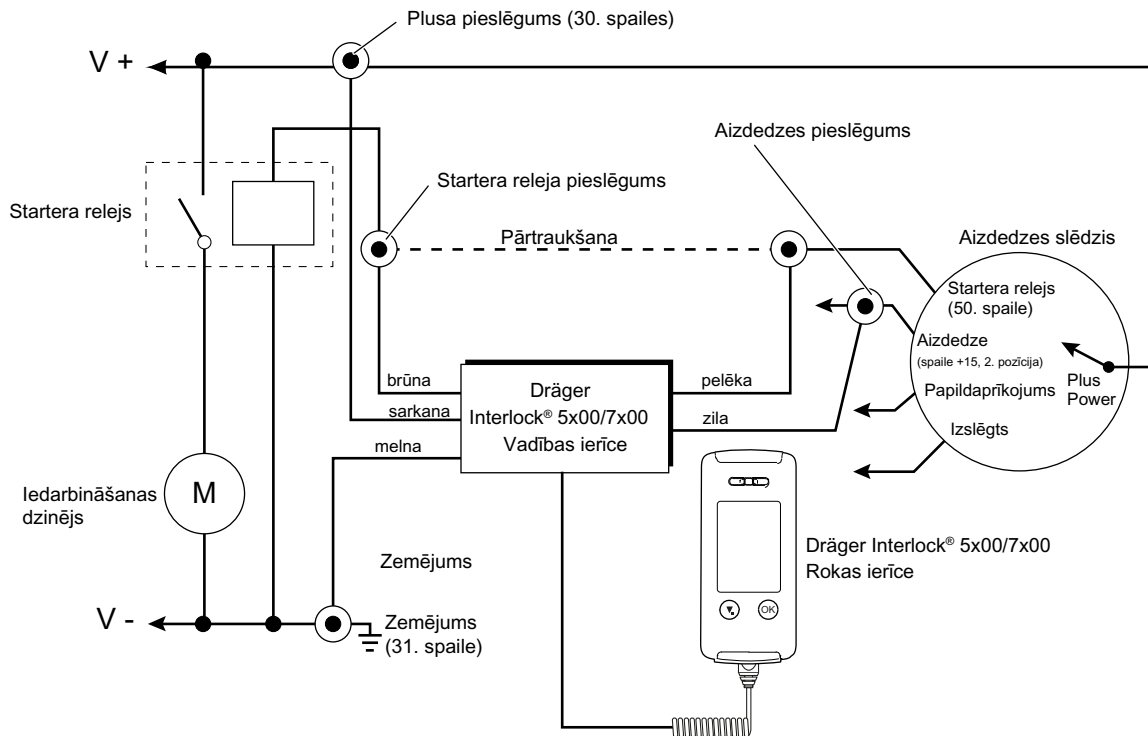 Plusa pieslēgums (30. spailes)
V +
Aizdedzes pieslēgums
Startera releja pieslēgums
Startera relejs
Pārtraukšana
Aizdedzes slēdzis
Startera relejs
(50. spaile)
Aizdedze
(spaile +15, 2. pozīcija)
Papildaprīkojums
Plus
Power
Izslēgts
brūna
sarkana
melna
Dräger
Interlock® 5x00/7x00
Vadības ierīce
pelēka
zila
Iedarbināšanas
dzinējs
M
Dräger Interlock® 5x00/7x00
Rokas ierīce
OK
Zemējums
V -
Zemējums
(31. spaile)